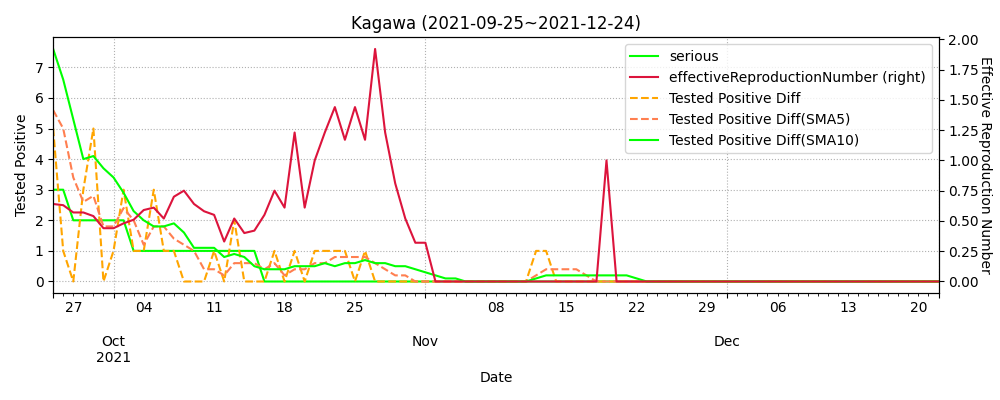 Kagawa (2021-09-25~2021-12-24)
serious
effectiveReproductionNumber (right)
Tested Positive Diff
Tested Positive Diff(SMA5)
Tested Positive Diff(SMA10)
Tested Positive
7
6
5
4
3
2
1
0
2.00
1.75
1.50
1.25
1.00
0.75
0.50
0.25
0.00
Effective Reproduction Number
27 04 11 18 25 08 15 22 29 06 13 20
Oct Nov Dec
2021
Date